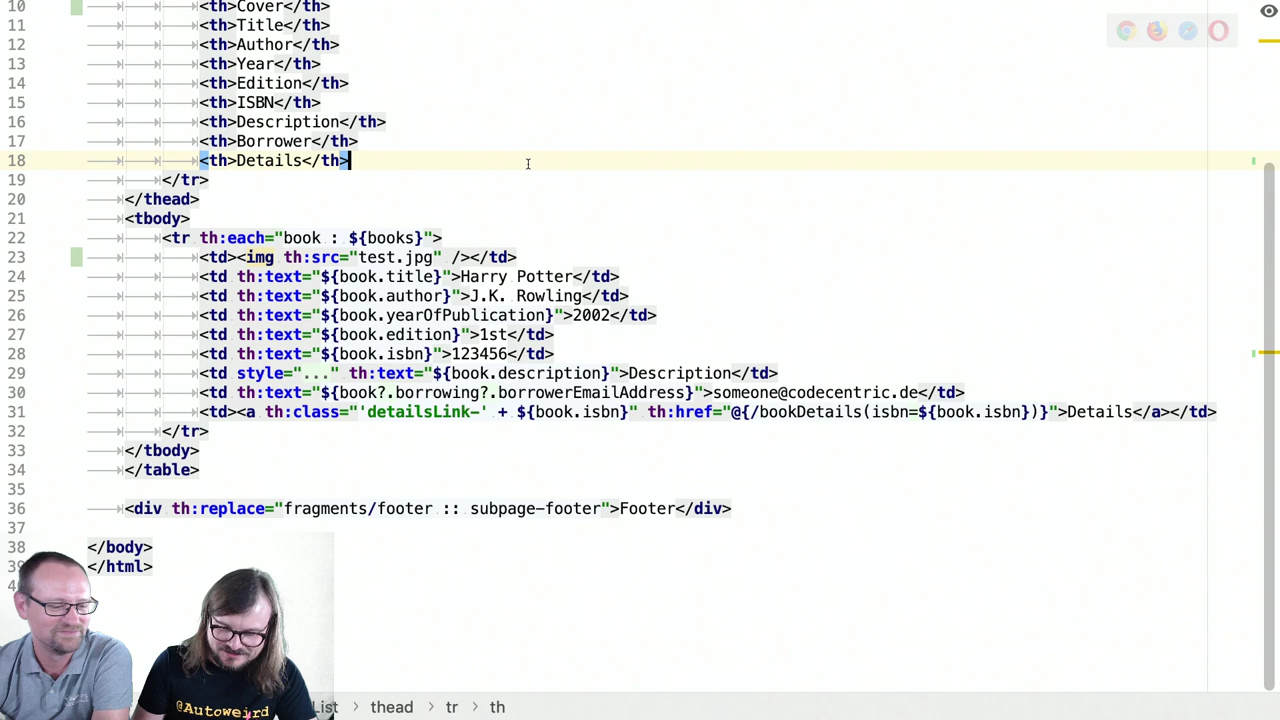 10 <th>Cover</th>
11 <th>Title</th>
12 <th>Author</th>
13 <th>Year</th>
14 <th>Edition</th>
15 <th>ISBN</th>
16 <th>Description</th>
17 <th>Borrower</th>
18 <th>Details</th>
19 </tr>
20 </thead>
21 <tbody>
22 <tr th:each="book : ${books}">
23 <td><img th:src="test.jpg" /></td>
24 <td th:text="${book.title}">Harry Potter</td>
25 <td th:text="${book.author}">J.K. Rowling</td>
26 <td th:text="${book.yearOfPublication}">2002</td>
27 <td th:text="${book.edition}">1st</td>
28 <td th:text="${book.isbn}">123456</td>
29 <td style="..." th:text="${book.description}">Description</td>
30 <td th:text="${book?.borrowing?.borrowerEmailAddress}">someone@codecentric.de</td>
31 <td><a th:class="'detailsLink-' + ${book.isbn}" th:href="@{/bookDetails(isbn=${book.isbn})}">Details</a></td>
32 </tr>
33 </tbody>
34 </table>
35
36 <div th:replace="fragments/footer :: subpage-footer">Footer</div>
37
38 </body>
39 </html>
@Autoweird
List > thead > tr > th